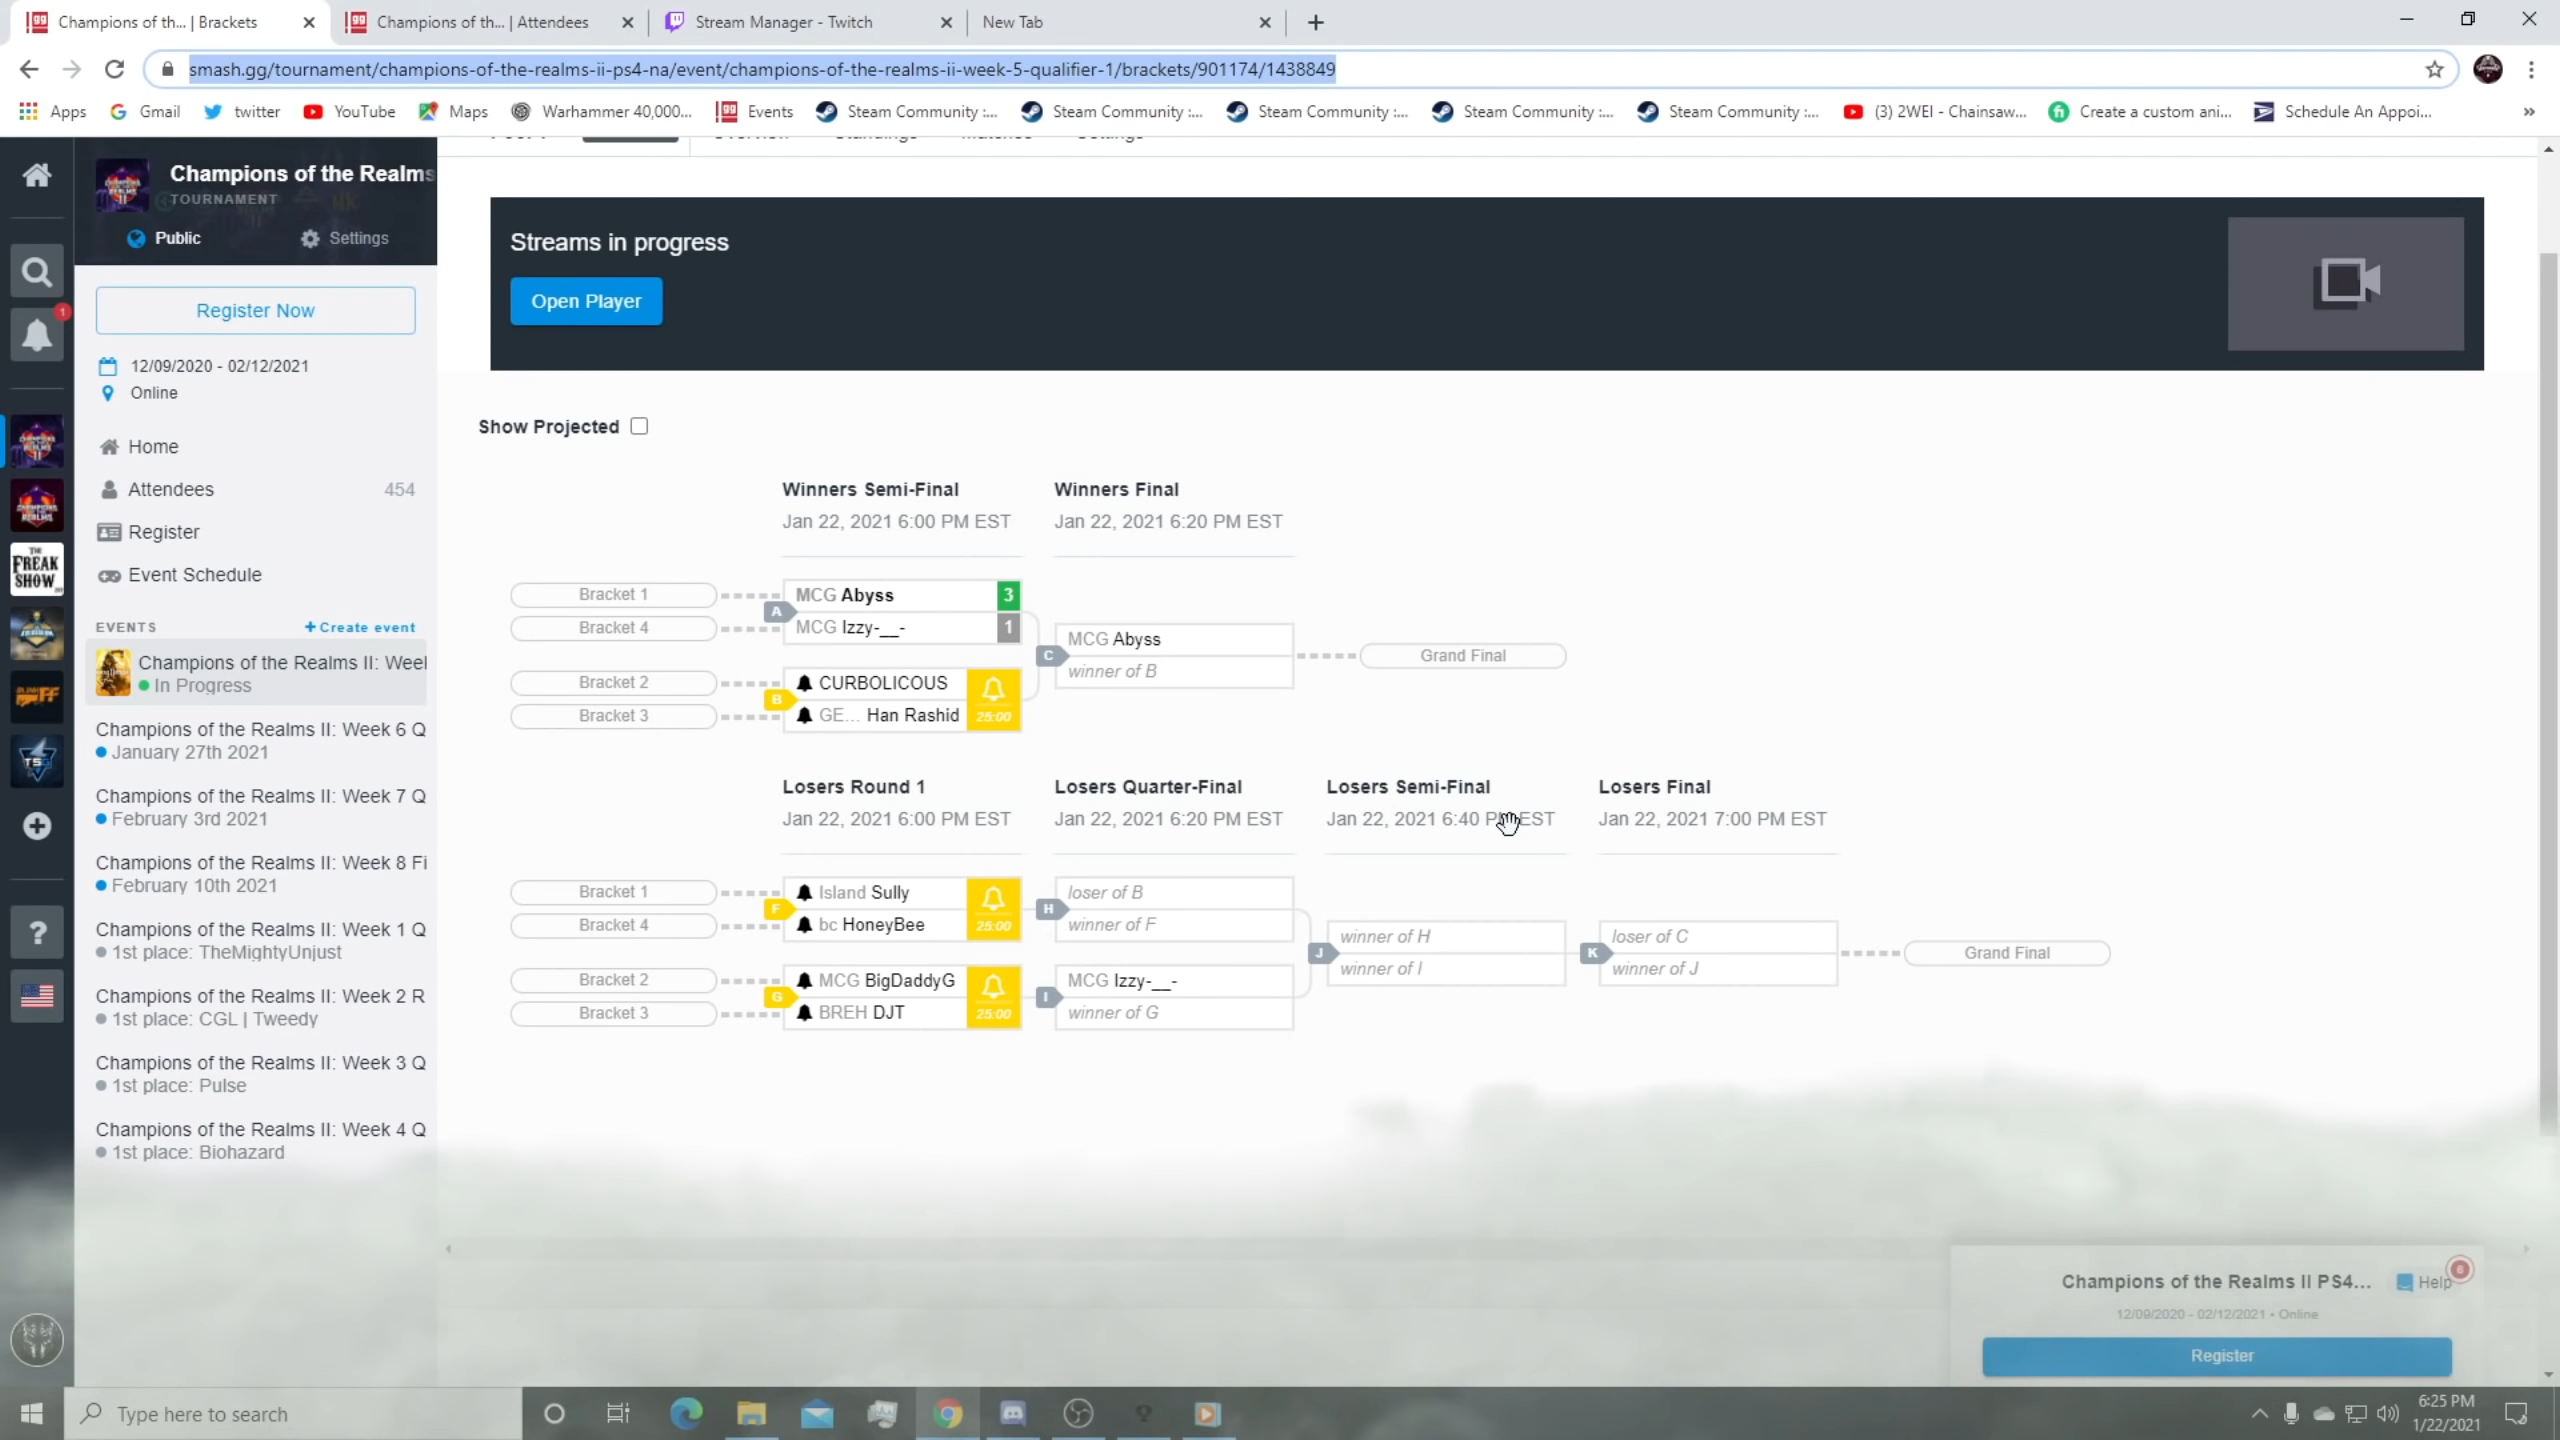 Champions of th... | Brackets
Champions of th... | Attendees
Stream Manager - Twitch
New Tab
smash.gg/tournament/champions-of-the-realms-ii-ps4-na/event/champions-of-the-realms-ii-week-5-qualifier-1/brackets/901174/1438849
Apps
Gmail
twitter
YouTube
Maps
Warhammer 40,000...
Events
Steam Community :...
Steam Community :...
Steam Community :...
Steam Community :...
Steam Community :...
(3) 2WEI - Chainsaw...
Create a custom ani...
Schedule An Appoi...
»
Champions of the Realms
TOURNAMENT
Public
Settings
Register Now
12/09/2020 - 02/12/2021
Online
Home
Attendees 454
Register
Event Schedule
EVENTS
+Create event
Champions of the Realms II: Weel
In Progress
Champions of the Realms II: Week 6 Q
January 27th 2021
Champions of the Realms II: Week 7 Q
February 3rd 2021
Champions of the Realms II: Week 8 Fi
February 10th 2021
Champions of the Realms II: Week 1 Q
1st place: TheMightyUnjust
Champions of the Realms II: Week 2 R
1st place: CGL | Tweedy
Champions of the Realms II: Week 3 Q
1st place: Pulse
Champions of the Realms II: Week 4 Q
1st place: Biohazard
1
THE
FREAK
SHOW
?
Streams in progress
Open Player
Show Projected
Winners Semi-Final
Jan 22, 2021 6:00 PM EST
Winners Final
Jan 22, 2021 6:20 PM EST
Bracket 1
Bracket 4
A
MCG Abyss 3
MCG Izzy-__- 1
Bracket 2
Bracket 3
B
CURBOLICOUS
GE... Han Rashid
25:00
C
MCG Abyss
winner of B
Grand Final
Losers Round 1
Jan 22, 2021 6:00 PM EST
Losers Quarter-Final
Jan 22, 2021 6:20 PM EST
Losers Semi-Final
Jan 22, 2021 6:40 PM EST
Losers Final
Jan 22, 2021 7:00 PM EST
Bracket 1
Bracket 4
F
Island Sully
bc HoneyBee
25:00
H
loser of B
winner of F
Bracket 2
Bracket 3
G
MCG BigDaddyG
BREH DJT
25:00
I
MCG Izzy-__-
winner of G
J
winner of H
winner of I
K
loser of C
winner of J
Grand Final
Champions of the Realms II PS4...
Help
6
12/09/2020 - 02/12/2021 • Online
Register
Type here to search
6:25 PM
1/22/2021